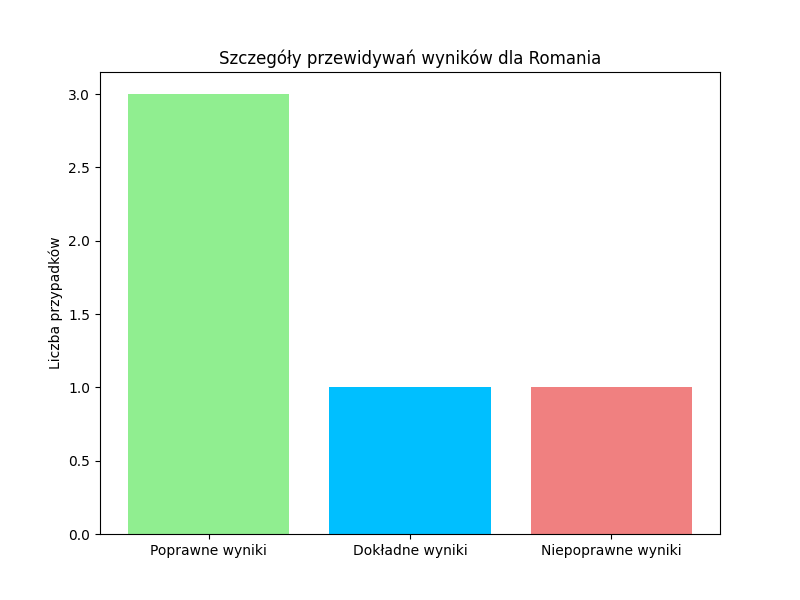 Szczegóły przewidywań wyników dla Romania
Liczba przypadków
3.0
2.5
2.0
1.5
1.0
0.5
0.0
Poprawne wyniki
Dokładne wyniki
Niepoprawne wyniki